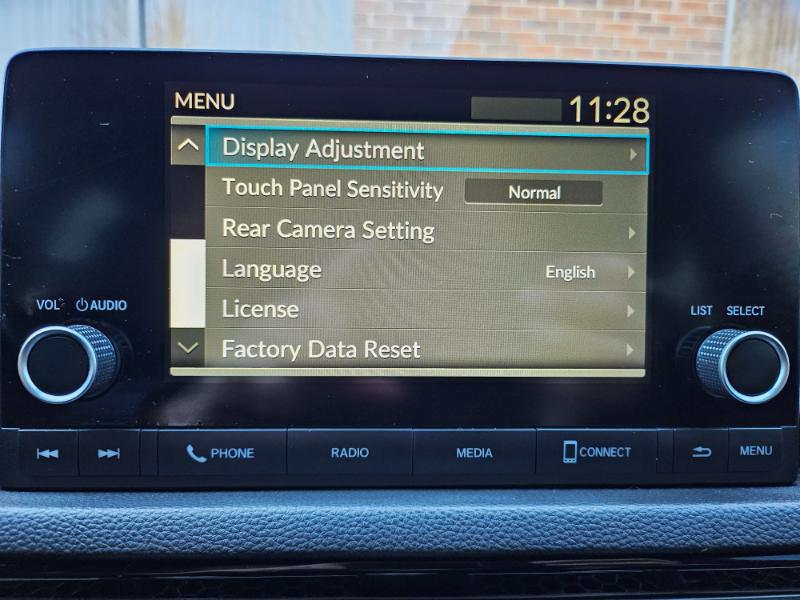 MENU 11:28
Display Adjustment
Touch Panel Sensitivity Normal
Rear Camera Setting
Language English
License
Factory Data Reset
VOL AUDIO
LIST SELECT
PHONE RADIO MEDIA CONNECT MENU